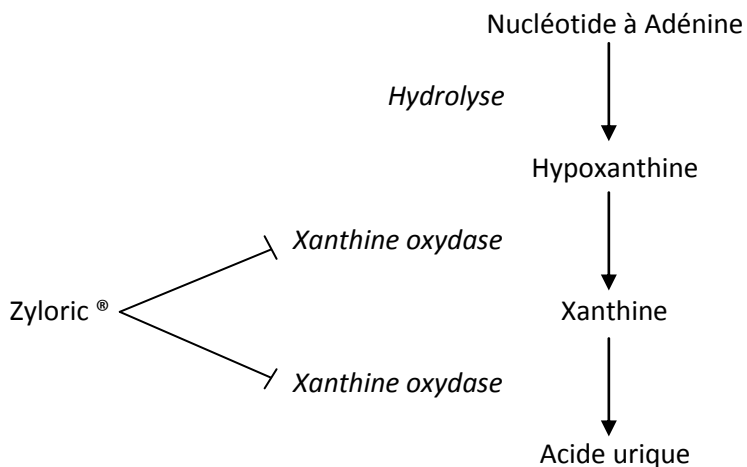 Nucléotide à Adénine
Hydrolyse
Hypoxanthine
Xanthine oxydase
Zyloric ®
Xanthine
Xanthine oxydase
Acide urique